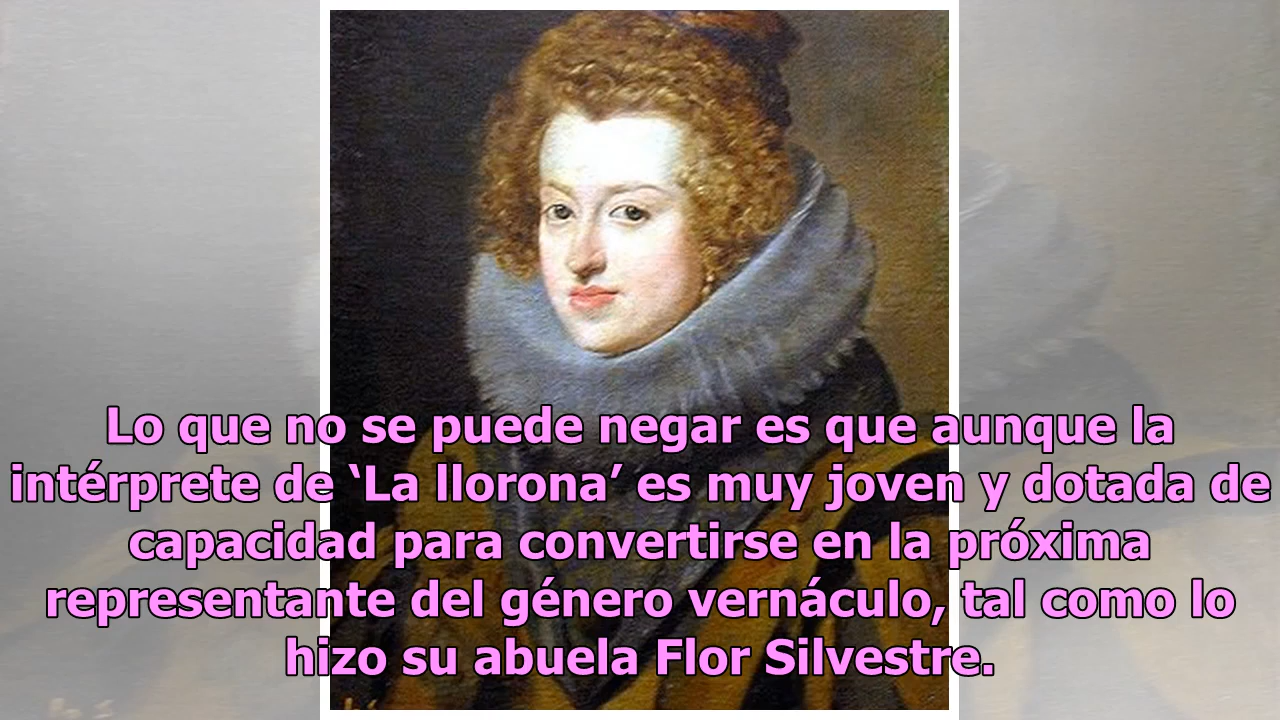 Lo que no se puede negar es que aunque la
intérprete de ‘La llorona’ es muy joven y dotada de
capacidad para convertirse en la próxima
representante del género vernáculo, tal como lo
hizo su abuela Flor Silvestre.